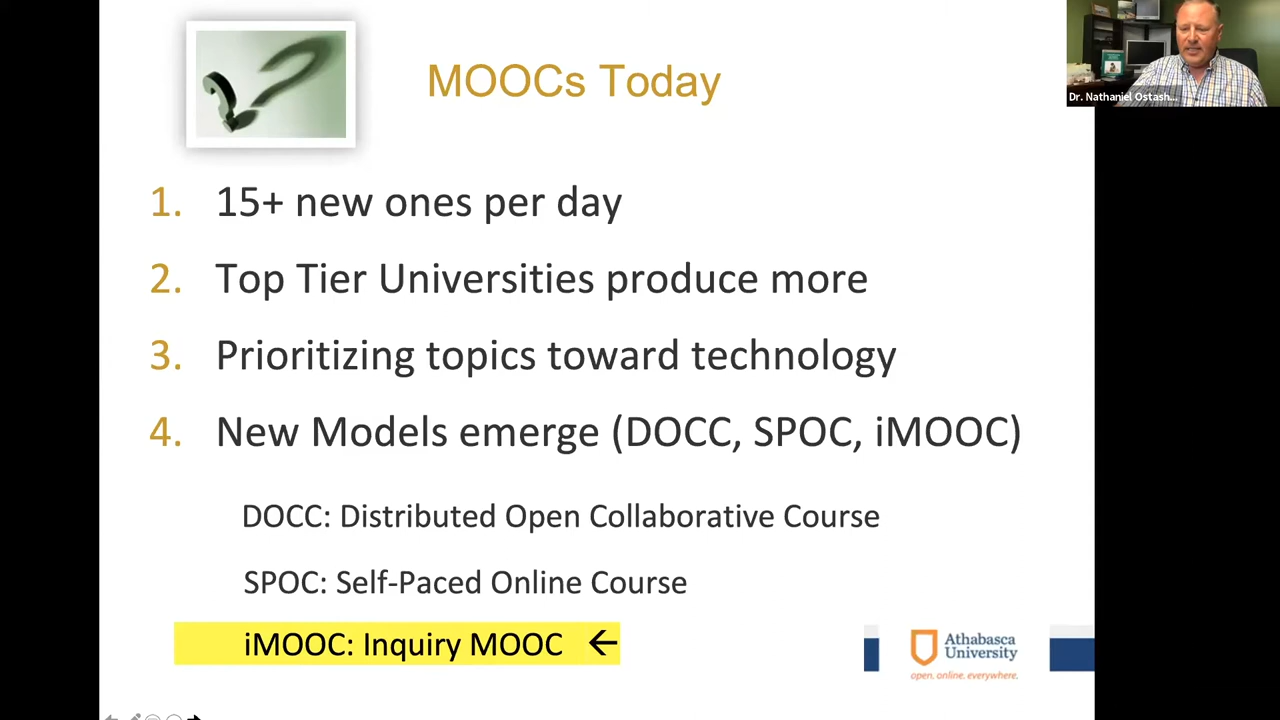 MOOCs Today
Dr. Nathaniel Ostash...
1. 15+ new ones per day
2. Top Tier Universities produce more
3. Prioritizing topics toward technology
4. New Models emerge (DOCC, SPOC, iMOOC)
DOCC: Distributed Open Collaborative Course
SPOC: Self-Paced Online Course
iMOOC: Inquiry MOOC ←
Athabasca
University
open. online. everywhere.